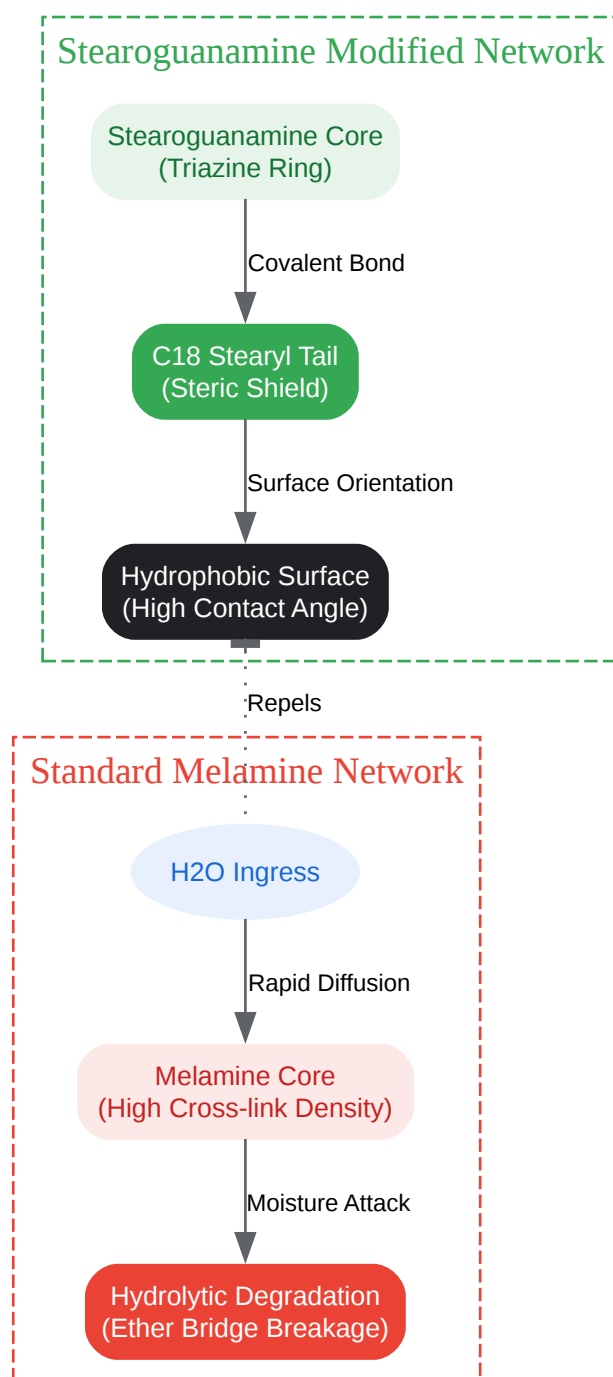 Stearoguanamine Modified Network
Stearoguanamine Core
(Triazine Ring)
Covalent Bond
C18 Stearyl Tail
(Steric Shield)
Surface Orientation
Hydrophobic Surface
(High Contact Angle)
Repels
Standard Melamine Network
H2O Ingress
Rapid Diffusion
Melamine Core
(High Cross-link Density)
Moisture Attack
Hydrolytic Degradation
(Ether Bridge Breakage)